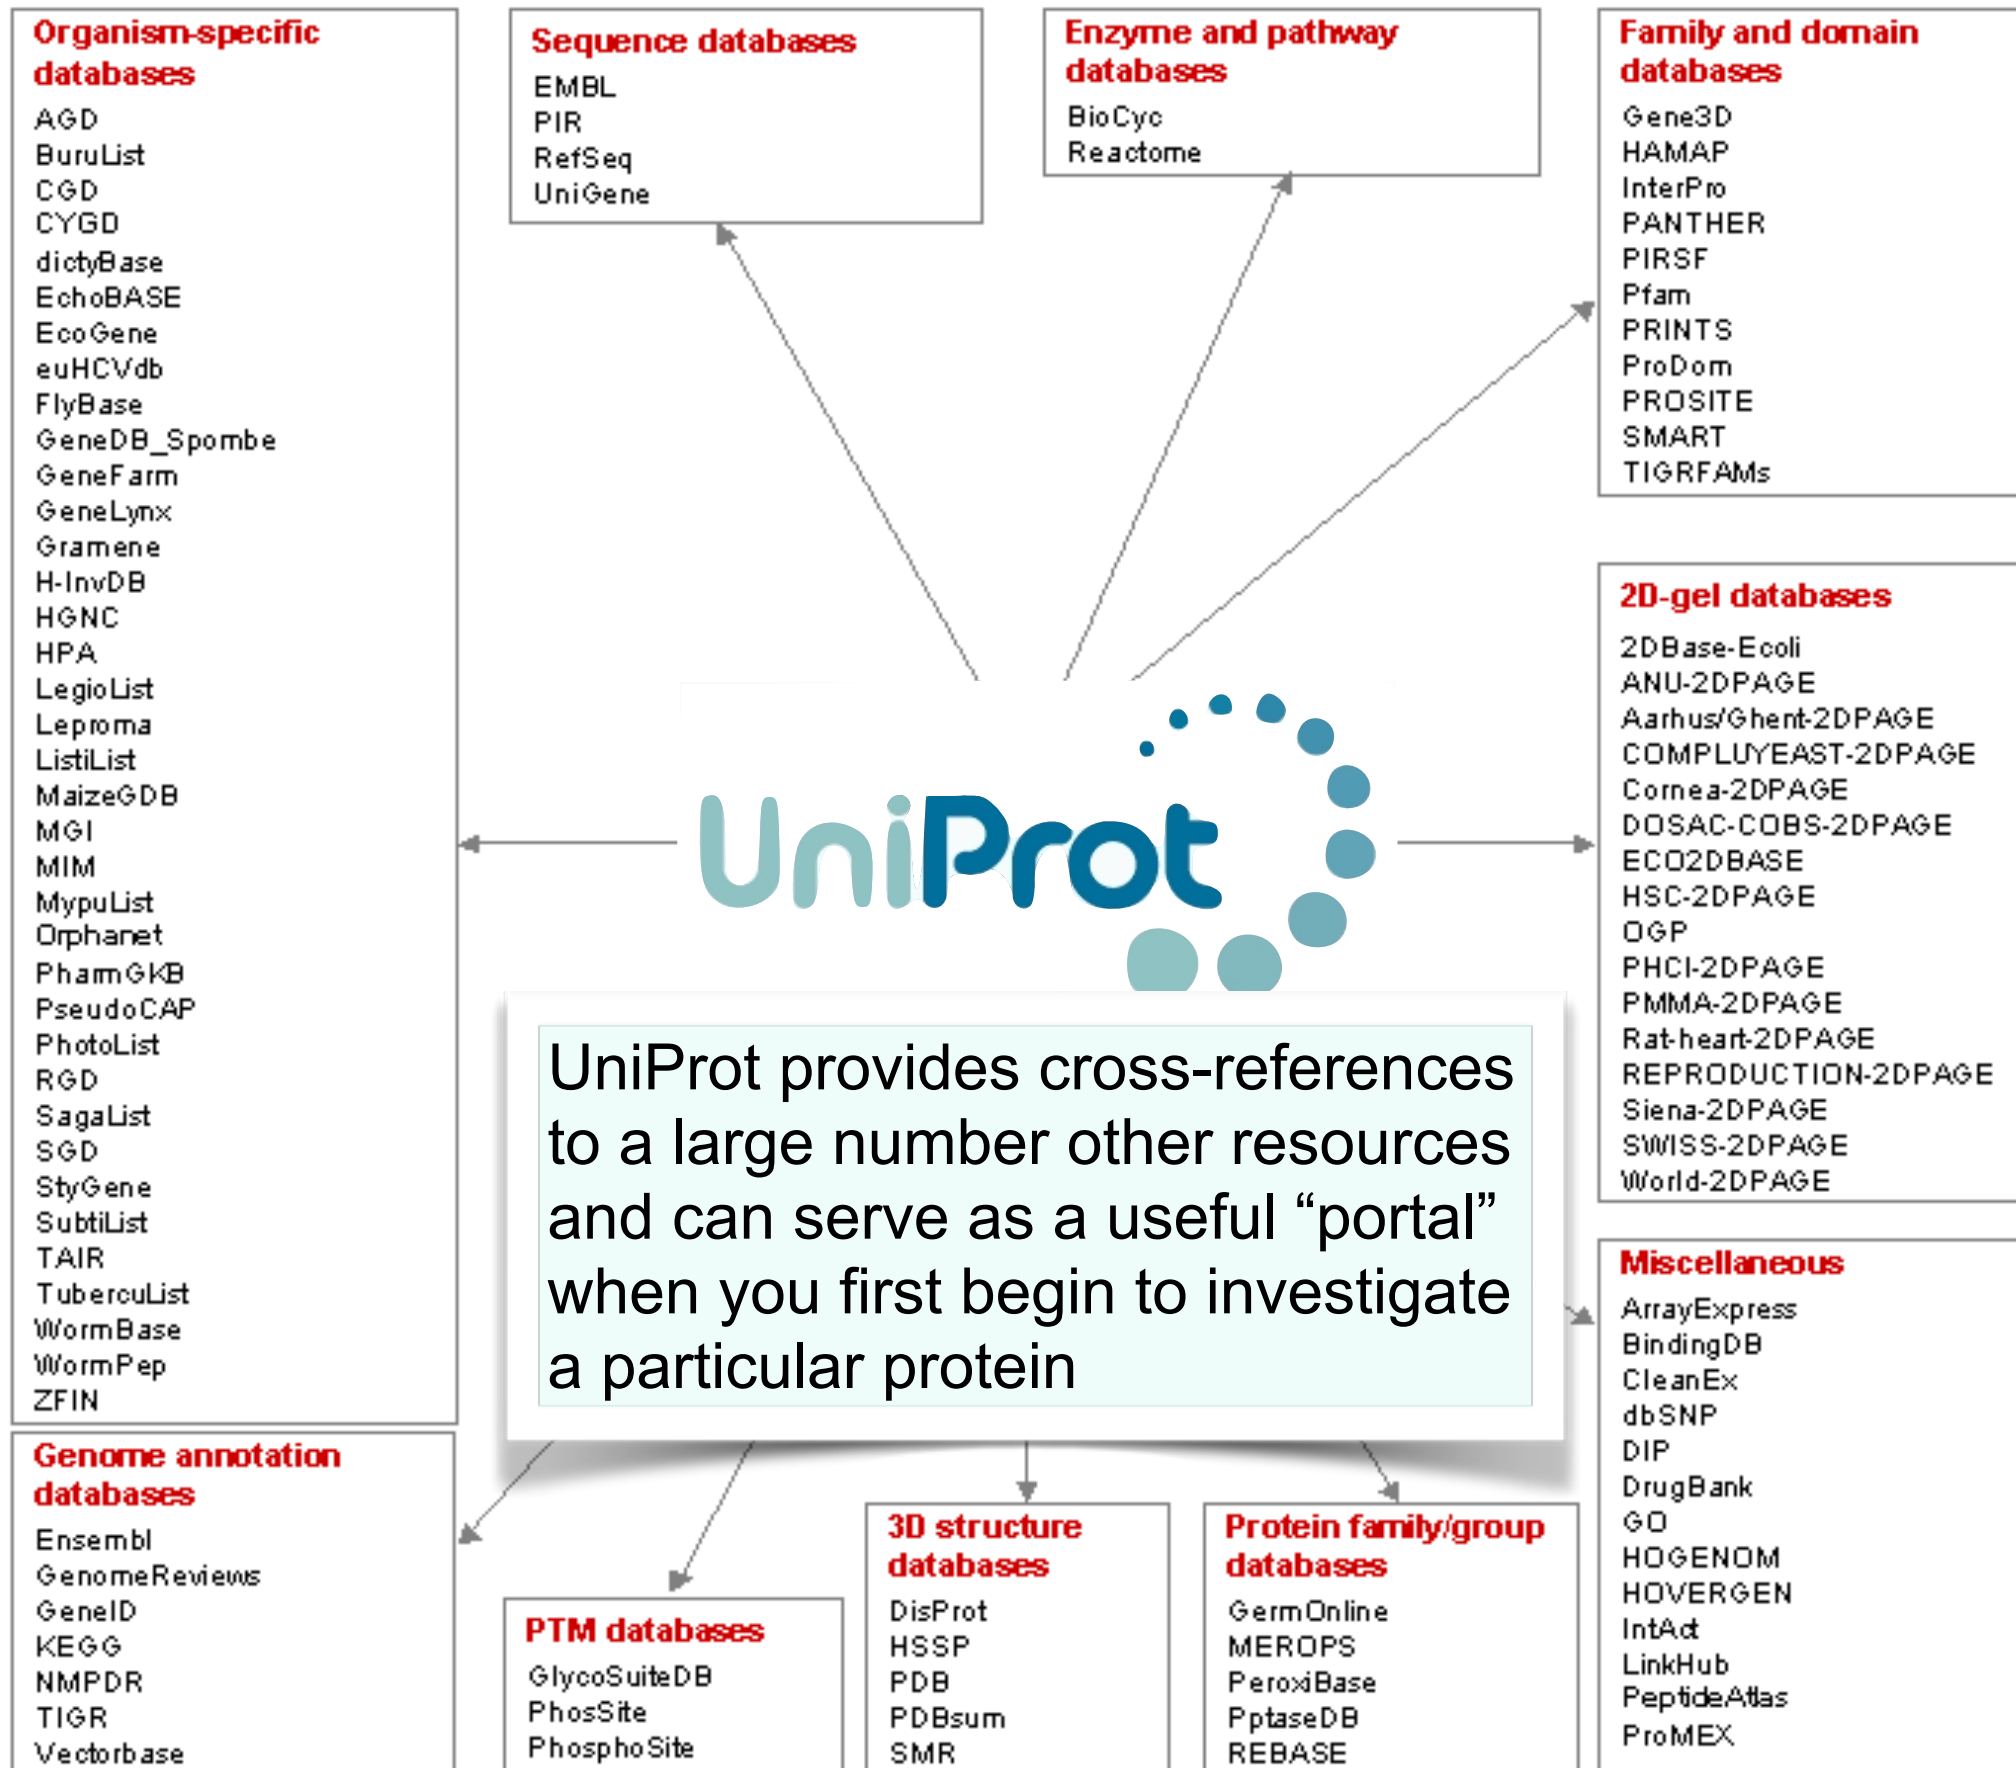 Organism-specific
databases
AGD
BuruList
CGD
CYGD
dictyBase
EchoBASE
EcoGene
euHCVdb
FlyBase
GeneDB_Spombe
GeneFarm
GeneLynx
Gramene
H-InvDB
HGNC
HPA
LegioList
Leproma
ListiList
MaizeGDB
MGI
MIM
MypuList
Orphanet
PharmGKB
PseudoCAP
PhotoList
RGD
SagaList
SGD
StyGene
SubtiList
TAIR
TubercuList
WormBase
WormPep
ZFIN
Sequence databases
EMBL
PIR
RefSeq
UniGene
Enzyme and pathway
databases
BioCyc
Reactome
Family and domain
databases
Gene3D
HAMAP
InterPro
PANTHER
PIRSF
Pfam
PRINTS
ProDom
PROSITE
SMART
TIGRFAMs
2D-gel databases
2DBase-Ecoli
ANU-2DPAGE
Aarhus/Ghent-2DPAGE
COMPLUYEAST-2DPAGE
Cornea-2DPAGE
DOSAC-COBS-2DPAGE
ECO2DBASE
HSC-2DPAGE
OGP
PHCI-2DPAGE
PMMA-2DPAGE
Rat-heart-2DPAGE
REPRODUCTION-2DPAGE
Siena-2DPAGE
SWISS-2DPAGE
World-2DPAGE
UniProt
UniProt provides cross-references
to a large number other resources
and can serve as a useful “portal”
when you first begin to investigate
a particular protein
Miscellaneous
ArrayExpress
BindingDB
CleanEx
dbSNP
DIP
DrugBank
GO
HOGENOM
HOVERGEN
IntAct
LinkHub
PeptideAtlas
ProMEX
Genome annotation
databases
Ensembl
GenomeReviews
GeneID
KEGG
NMPDR
TIGR
Vectorbase
PTM databases
GlycoSuiteDB
PhosSite
PhosphoSite
3D structure
databases
DisProt
HSSP
PDB
PDBsum
SMR
Protein family/group
databases
GermOnline
MEROPS
PeroxiBase
PptaseDB
REBASE